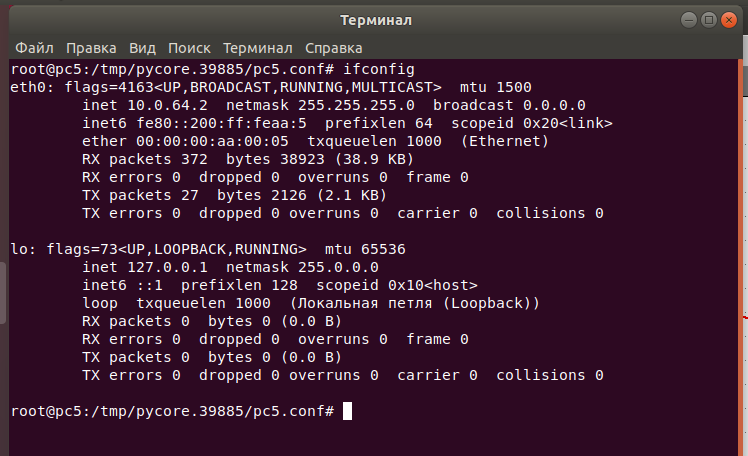 Терминал
Файл Правка Вид Поиск Терминал Справка
root@pc5:/tmp/pycore.39885/pc5.conf# ifconfig
eth0: flags=4163<UP,BROADCAST,RUNNING,MULTICAST>  mtu 1500
        inet 10.0.64.2  netmask 255.255.255.0  broadcast 0.0.0.0
        inet6 fe80::200:ff:feaa:5  prefixlen 64  scopeid 0x20<link>
        ether 00:00:00:aa:00:05  txqueuelen 1000  (Ethernet)
        RX packets 372  bytes 38923 (38.9 KB)
        RX errors 0  dropped 0  overruns 0  frame 0
        TX packets 27  bytes 2126 (2.1 KB)
        TX errors 0  dropped 0 overruns 0  carrier 0  collisions 0

lo: flags=73<UP,LOOPBACK,RUNNING>  mtu 65536
        inet 127.0.0.1  netmask 255.0.0.0
        inet6 ::1  prefixlen 128  scopeid 0x10<host>
        loop  txqueuelen 1000  (Локальная петля (Loopback))
        RX packets 0  bytes 0 (0.0 B)
        RX errors 0  dropped 0  overruns 0  frame 0
        TX packets 0  bytes 0 (0.0 B)
        TX errors 0  dropped 0 overruns 0  carrier 0  collisions 0

root@pc5:/tmp/pycore.39885/pc5.conf#